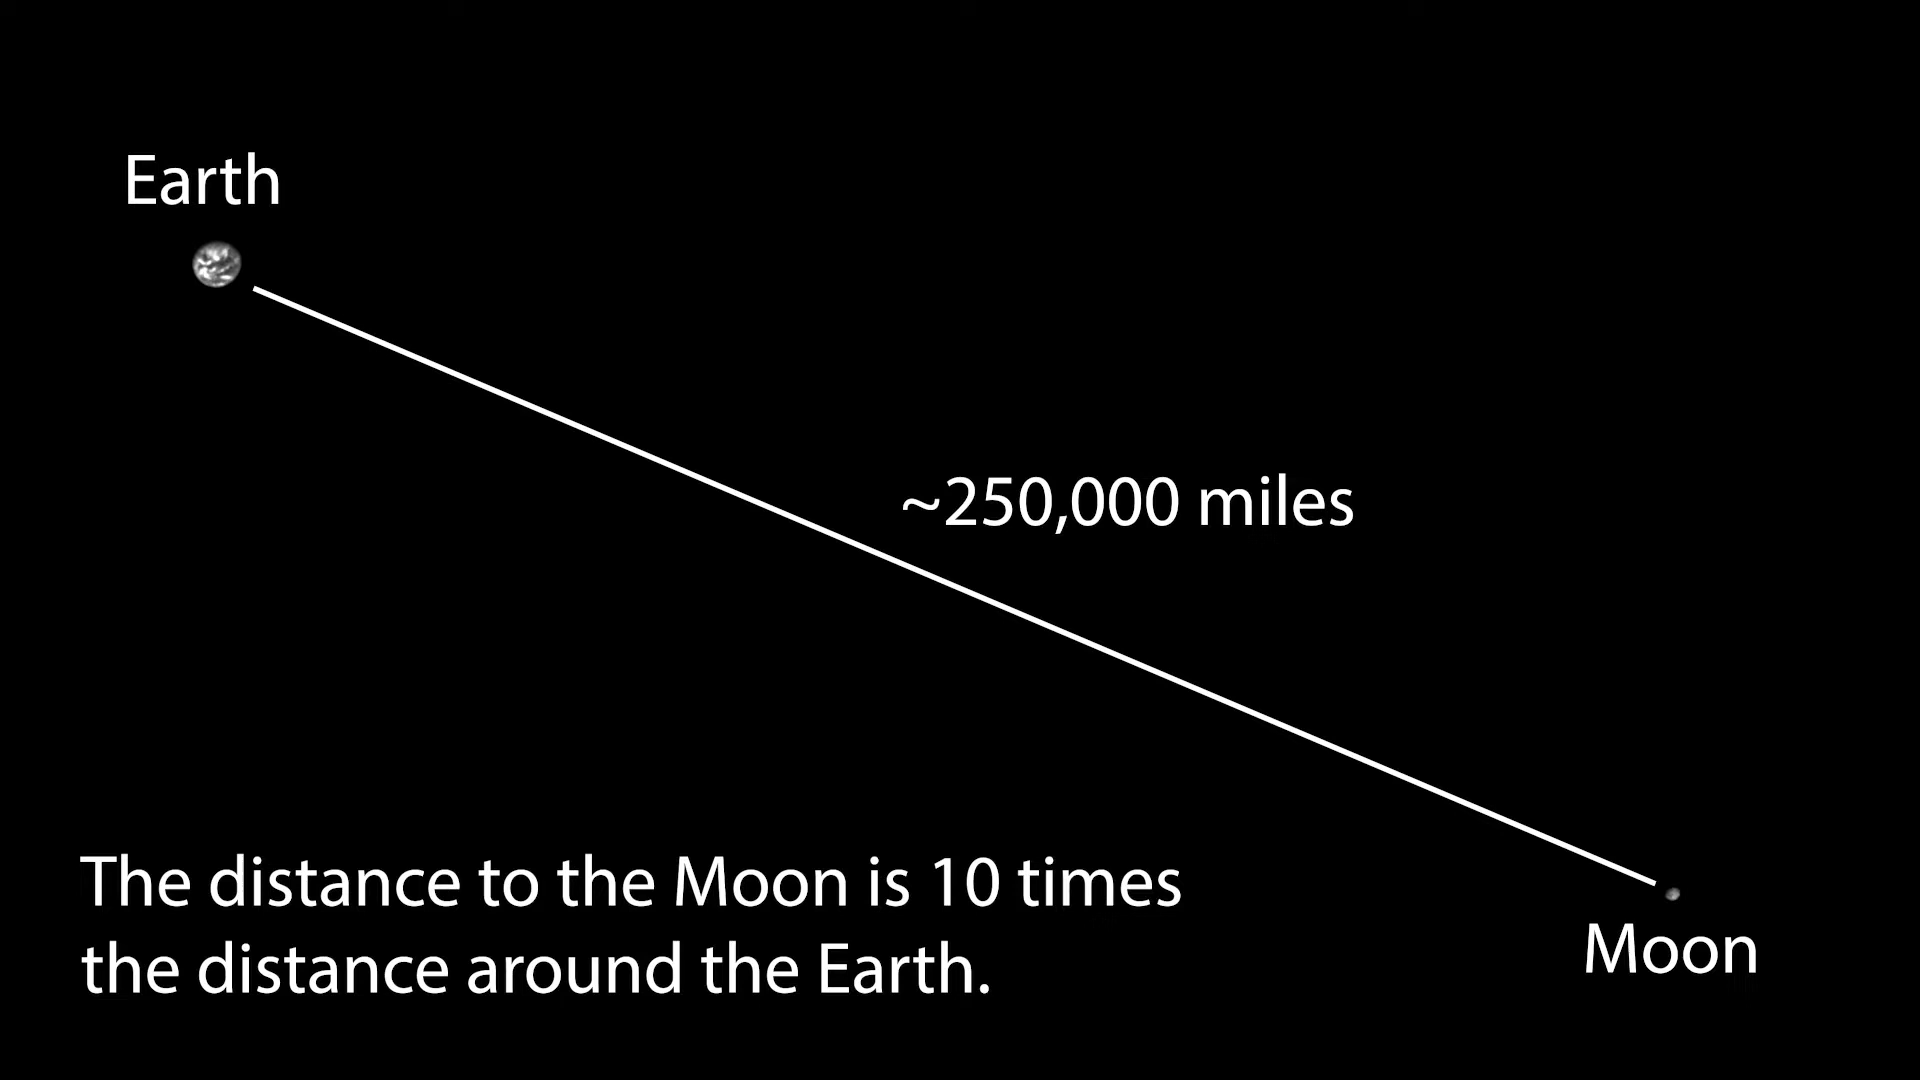 Earth
~250,000 miles
The distance to the Moon is 10 times
the distance around the Earth.
Moon